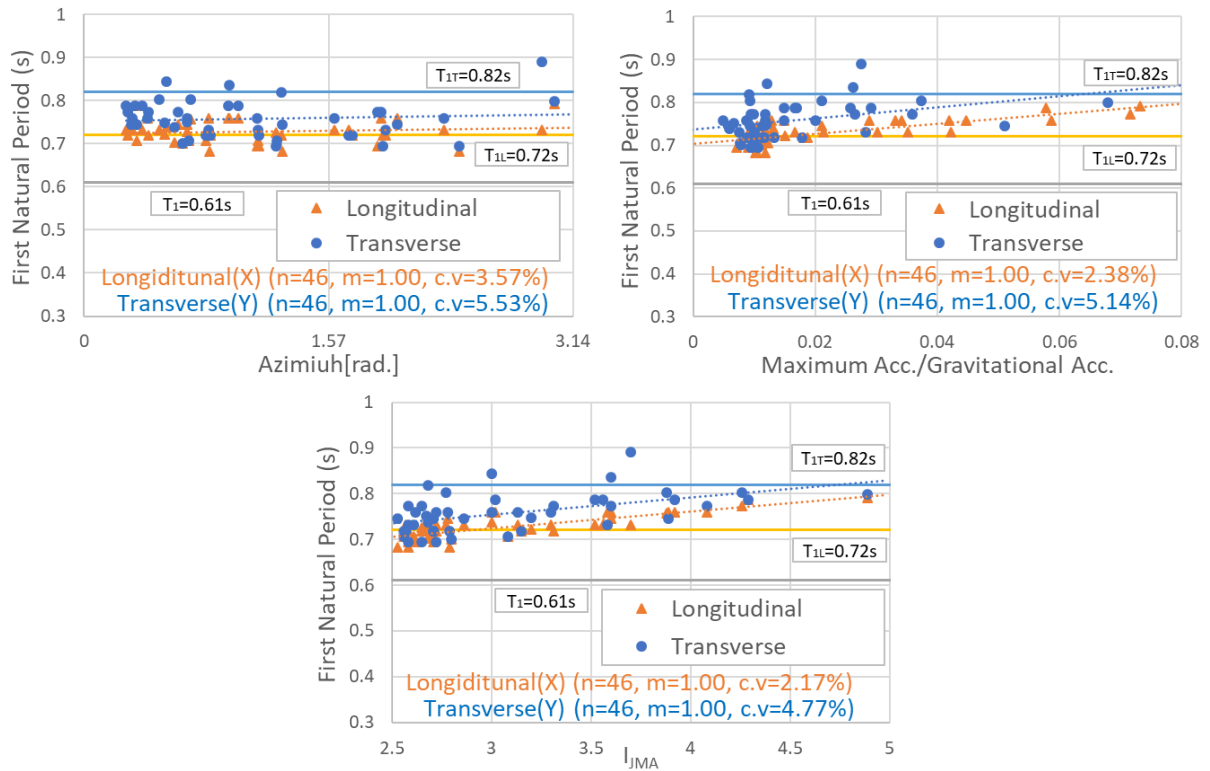 1
0.9
0.8
0.7
0.6
0.5
0.4
0.3
First Natural Period (s)
T1T=0.82s
T1L=0.72s
T1=0.61s
Longitudinal
Transverse
Longiditunal(X) (n=46, m=1.00, c.v=3.57%)
Transverse(Y) (n=46, m=1.00, c.v=5.53%)
0 1.57 3.14
Azimiuh[rad.]
1
0.9
0.8
0.7
0.6
0.5
0.4
0.3
First Natural Period (s)
T1T=0.82s
T1L=0.72s
T1=0.61s
Longitudinal
Transverse
Longiditunal(X) (n=46, m=1.00, c.v=2.38%)
Transverse(Y) (n=46, m=1.00, c.v=5.14%)
0 0.02 0.04 0.06 0.08
Maximum Acc./Gravitational Acc.
1
0.9
0.8
0.7
0.6
0.5
0.4
0.3
First Natural Period (s)
T1T=0.82s
T1L=0.72s
T1=0.61s
Longitudinal
Transverse
Longiditunal(X) (n=46, m=1.00, c.v=2.17%)
Transverse(Y) (n=46, m=1.00, c.v=4.77%)
2.5 3 3.5 4 4.5 5
IJMA